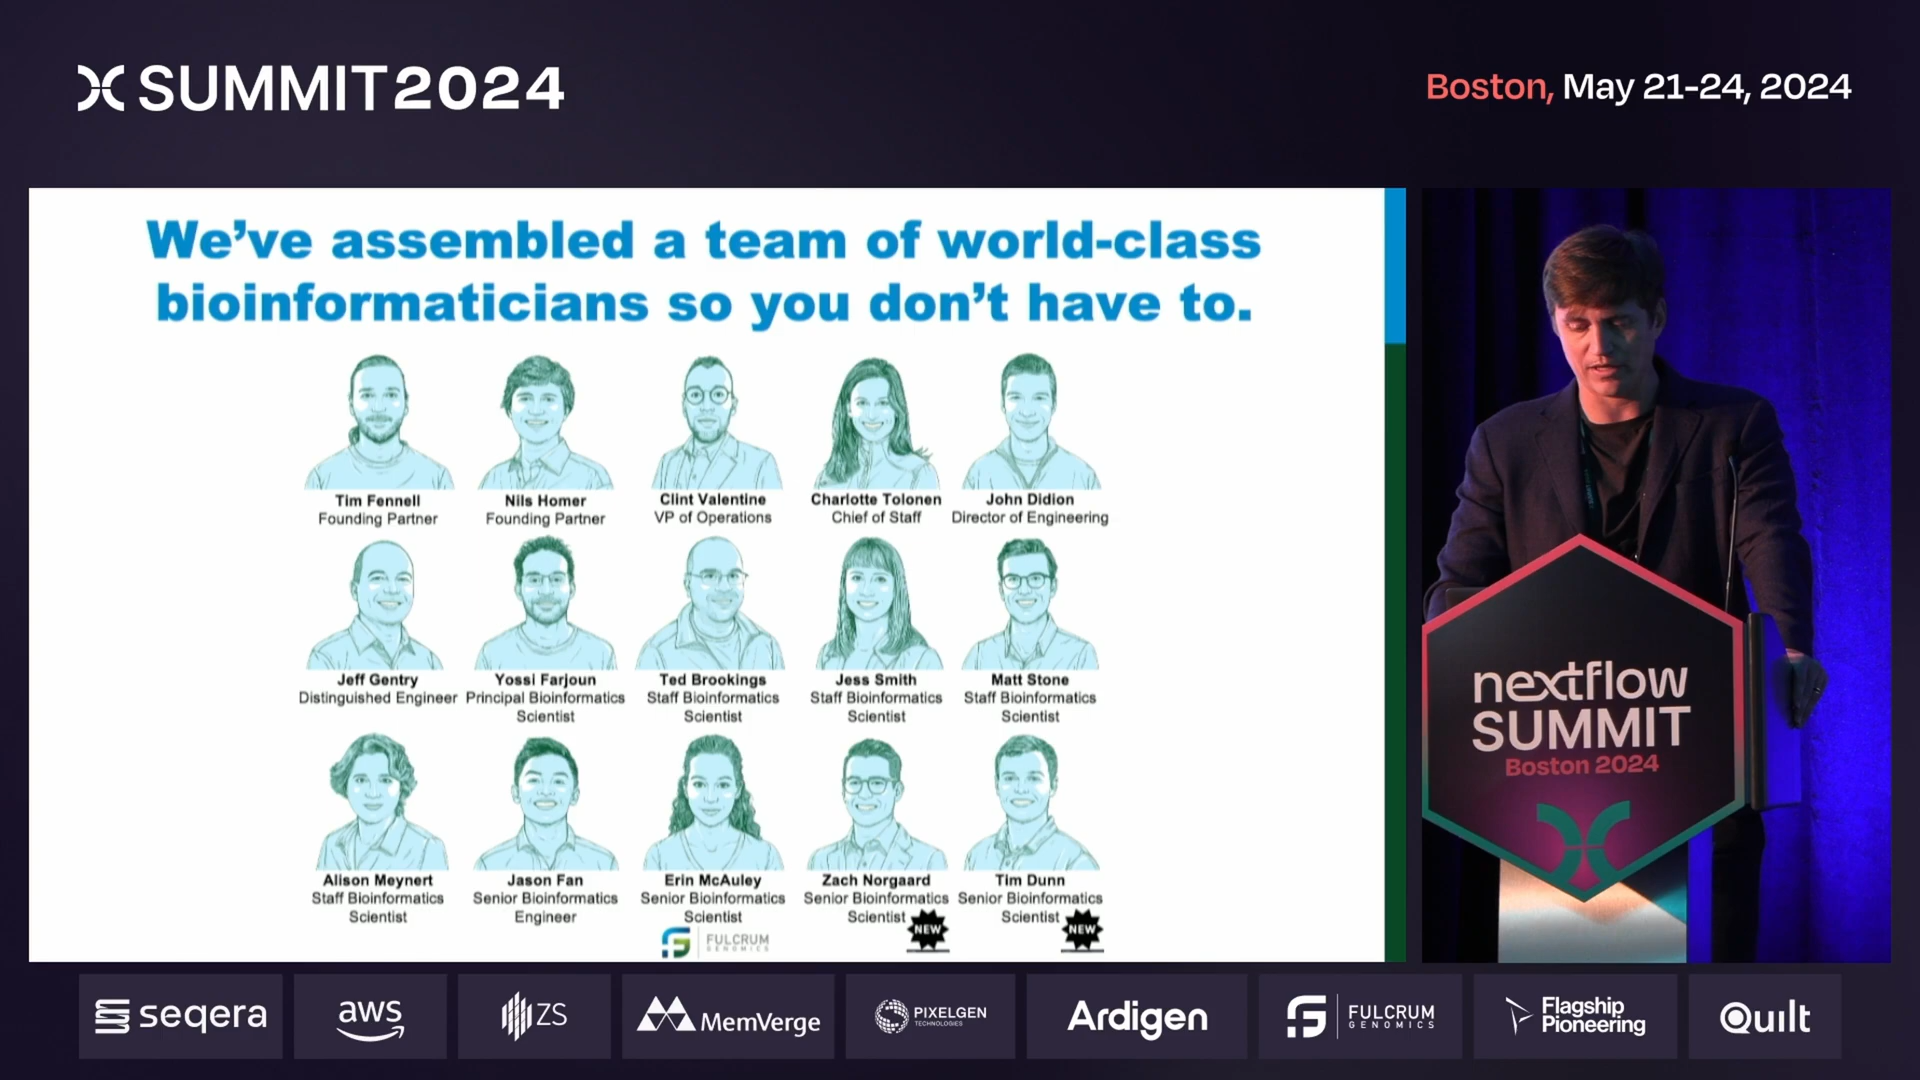 SUMMIT 2024
Boston, May 21-24, 2024
We've assembled a team of world-class
bioinformaticians so you don't have to.
Tim Fennell
Founding Partner
Nils Homer
Founding Partner
Clint Valentine
VP of Operations
Charlotte Tolonen
Chief of Staff
John Didion
Director of Engineering
Jeff Gentry
Distinguished Engineer
Yossi Farjoun
Principal Bioinformatics
Scientist
Ted Brookings
Staff Bioinformatics
Scientist
Jess Smith
Staff Bioinformatics
Scientist
Matt Stone
Staff Bioinformatics
Scientist
Alison Meynert
Staff Bioinformatics
Scientist
Jason Fan
Senior Bioinformatics
Engineer
Erin McAuley
Senior Bioinformatics
Scientist
Zach Norgaard
Senior Bioinformatics
Scientist
NEW
Tim Dunn
Senior Bioinformatics
Scientist
NEW
FULCRUM
GENOMICS
nextflow
SUMMIT
Boston 2024
seqera
aws
ZS
MemVerge
PIXELGEN
TECHNOLOGIES
Ardigen
FULCRUM
GENOMICS
Flagship
Pioneering
Quilt